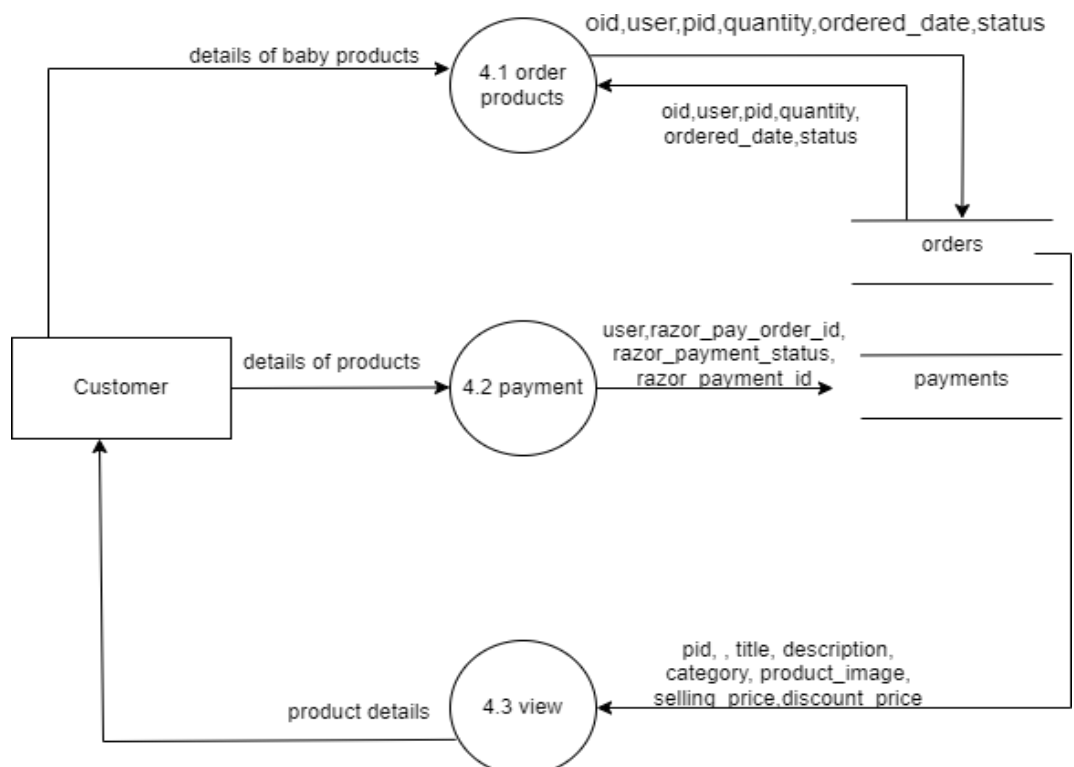 oid,user,pid,quantity,ordered_date,status
details of baby products
4.1 order
products
oid,user,pid,quantity,
ordered_date,status
orders
user,razor_pay_order_id,
razor_payment_status,
razor_payment_id
details of products
Customer
4.2 payment
payments
pid, , title, description,
category, product_image,
selling_price,discount_price
product details
4.3 view